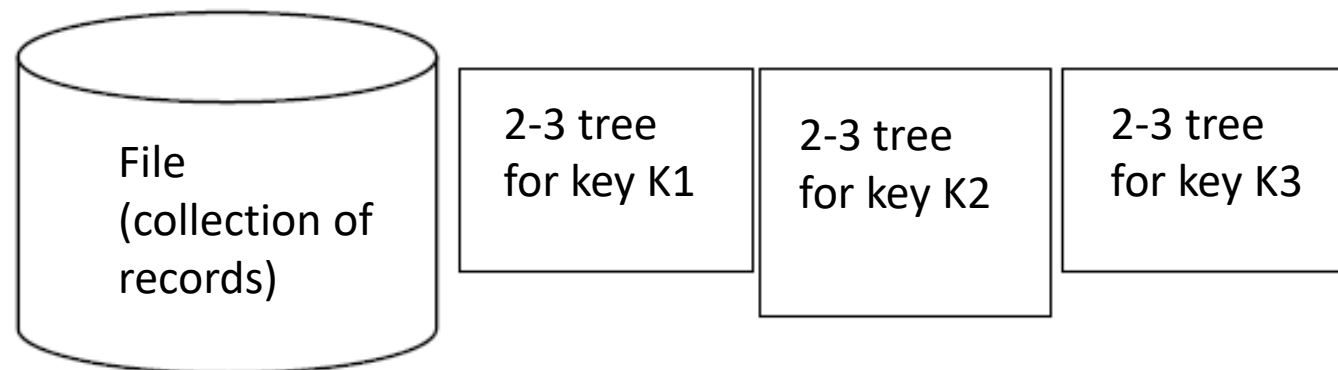 File
(collection of
records)
2-3 tree
for key K1
2-3 tree
for key K2
2-3 tree
for key K3